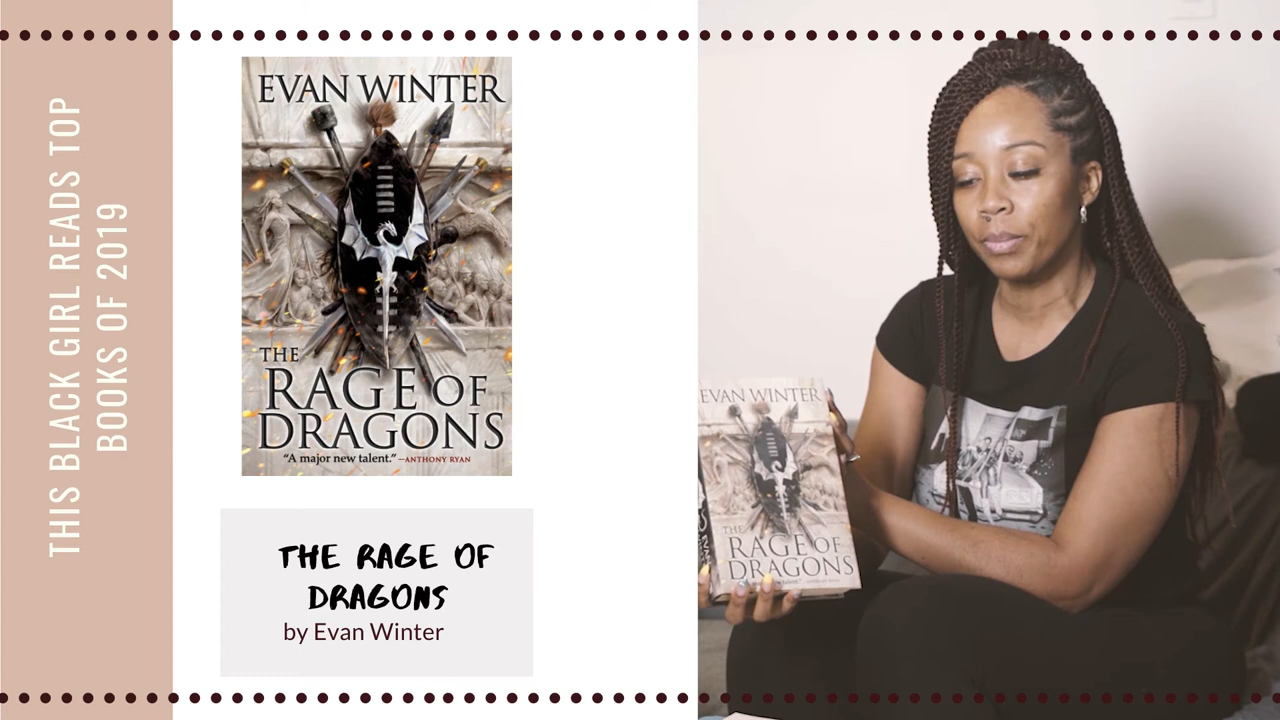 THIS BLACK GIRL READS TOP
BOOKS OF 2019
EVAN WINTER
THE
RAGE OF
DRAGONS
"A major new talent." —ANTHONY RYAN
THE RAGE OF
DRAGONS
by Evan Winter
EVAN WINTER
THE
RAGE OF
DRAGONS